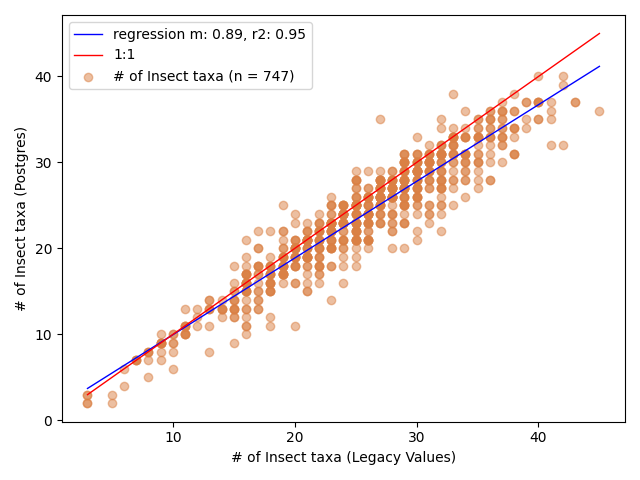 regression m: 0.89, r2: 0.95
1:1
# of Insect taxa (n = 747)
40
30
20
10
0
# of Insect taxa (Postgres)
10 20 30 40
# of Insect taxa (Legacy Values)